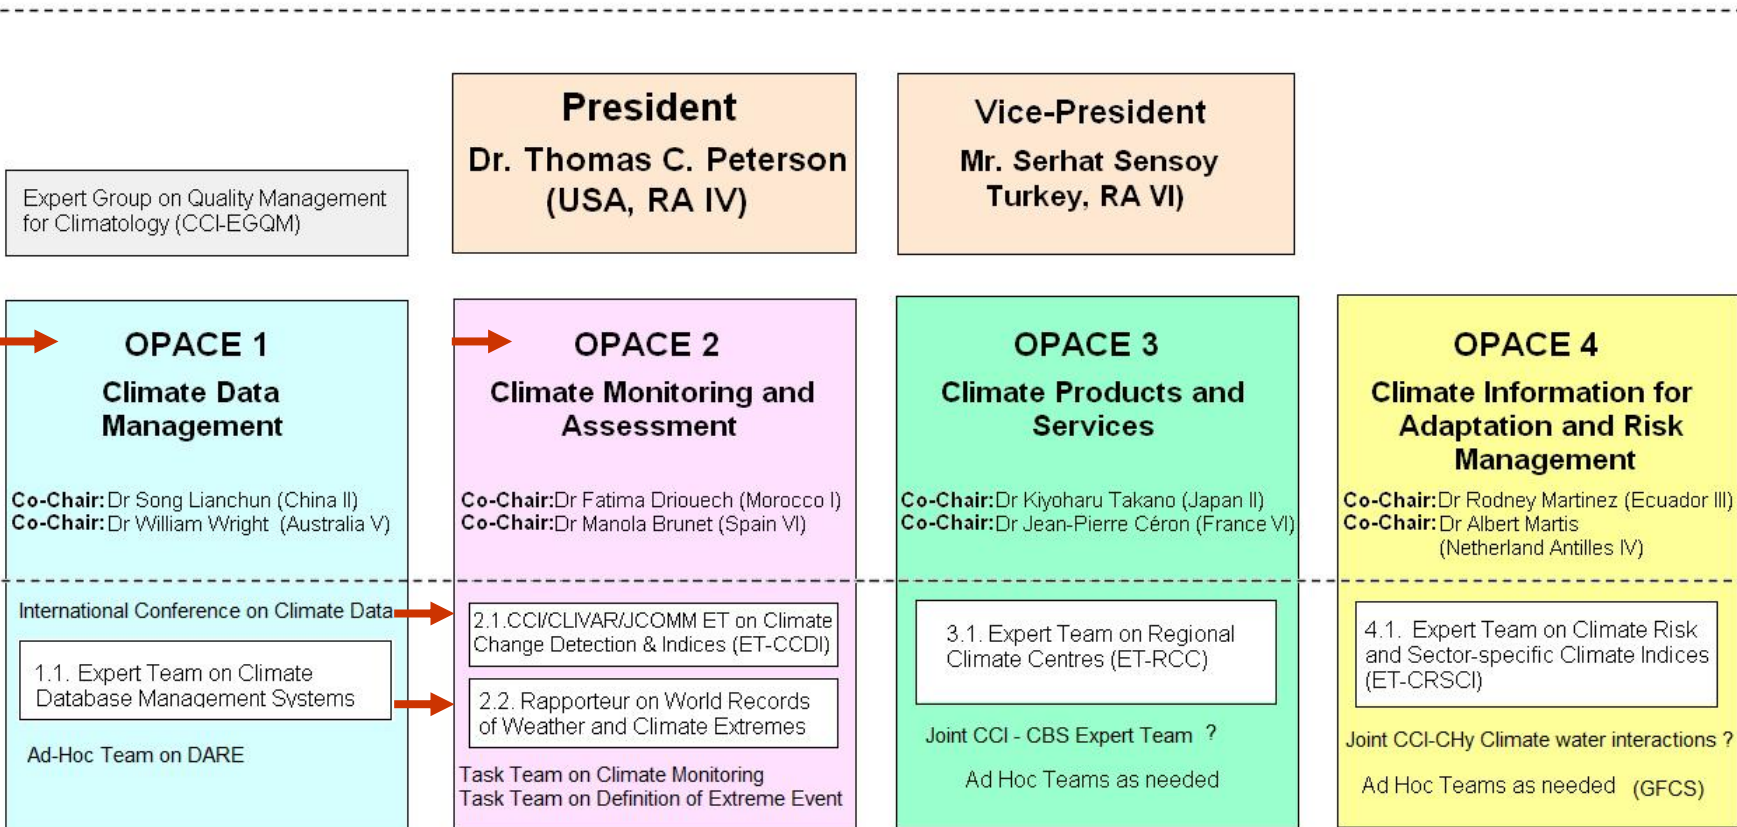 President
Dr. Thomas C. Peterson
(USA, RA IV)
Vice-President
Mr. Serhat Sensoy
Turkey, RA VI)
Expert Group on Quality Management
for Climatology (CCI-EGQM)
OPACE 1
Climate Data
Management
Co-Chair:Dr Song Lianchun (China II)
Co-Chair:Dr William Wright (Australia V)
International Conference on Climate Data
1.1. Expert Team on Climate
Database Management Systems
Ad-Hoc Team on DARE
OPACE 2
Climate Monitoring and
Assessment
Co-Chair:Dr Fatima Driouech (Morocco I)
Co-Chair:Dr Manola Brunet (Spain VI)
2.1.CCI/CLIVAR/JCOMM ET on Climate
Change Detection & Indices (ET-CCDI)
2.2. Rapporteur on World Records
of Weather and Climate Extremes
Task Team on Climate Monitoring
Task Team on Definition of Extreme Event
OPACE 3
Climate Products and
Services
Co-Chair:Dr Kiyoharu Takano (Japan II)
Co-Chair:Dr Jean-Pierre Céron (France VI)
3.1. Expert Team on Regional
Climate Centres (ET-RCC)
Joint CCI - CBS Expert Team ?
Ad Hoc Teams as needed
OPACE 4
Climate Information for
Adaptation and Risk
Management
Co-Chair:Dr Rodney Martinez (Ecuador III)
Co-Chair:Dr Albert Martis
(Netherland Antilles IV)
4.1. Expert Team on Climate Risk
and Sector-specific Climate Indices
(ET-CRSCI)
Joint CCI-CHy Climate water interactions ?
Ad Hoc Teams as needed (GFCS)